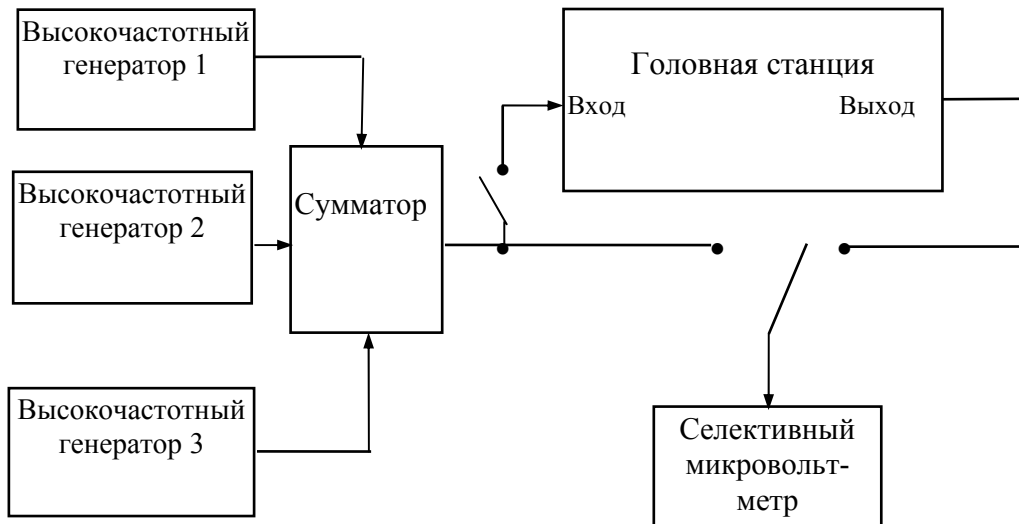 Высокочастотный
генератор 1
Головная станция
Вход
Выход
Высокочастотный
генератор 2
Сумматор
Высокочастотный
генератор 3
Селективный
микровольт-
метр